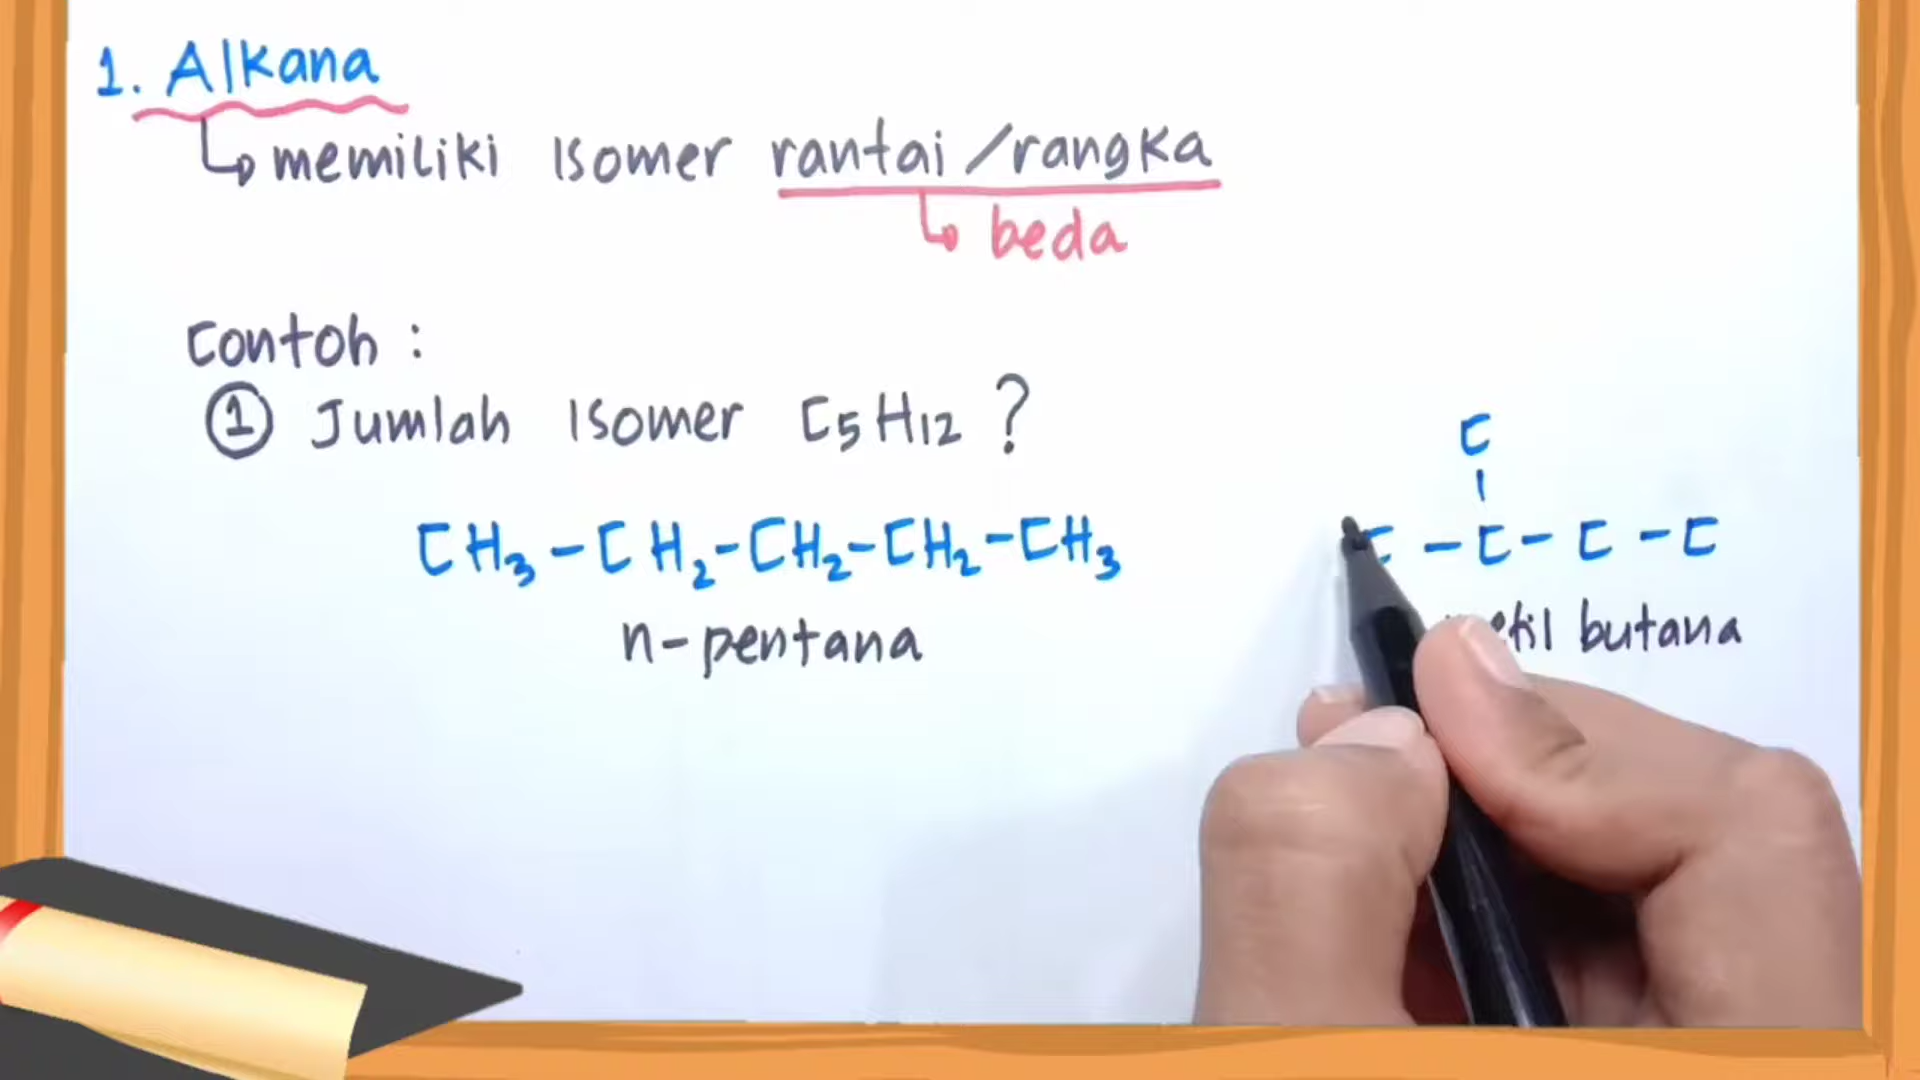 1. Alkana
memiliki Isomer rantai/rangka
beda
Contoh :
① Jumlah Isomer C5H12 ?
C
CH3-CH2-CH2-CH2-CH3
C-C-C-C
n-pentana
butana